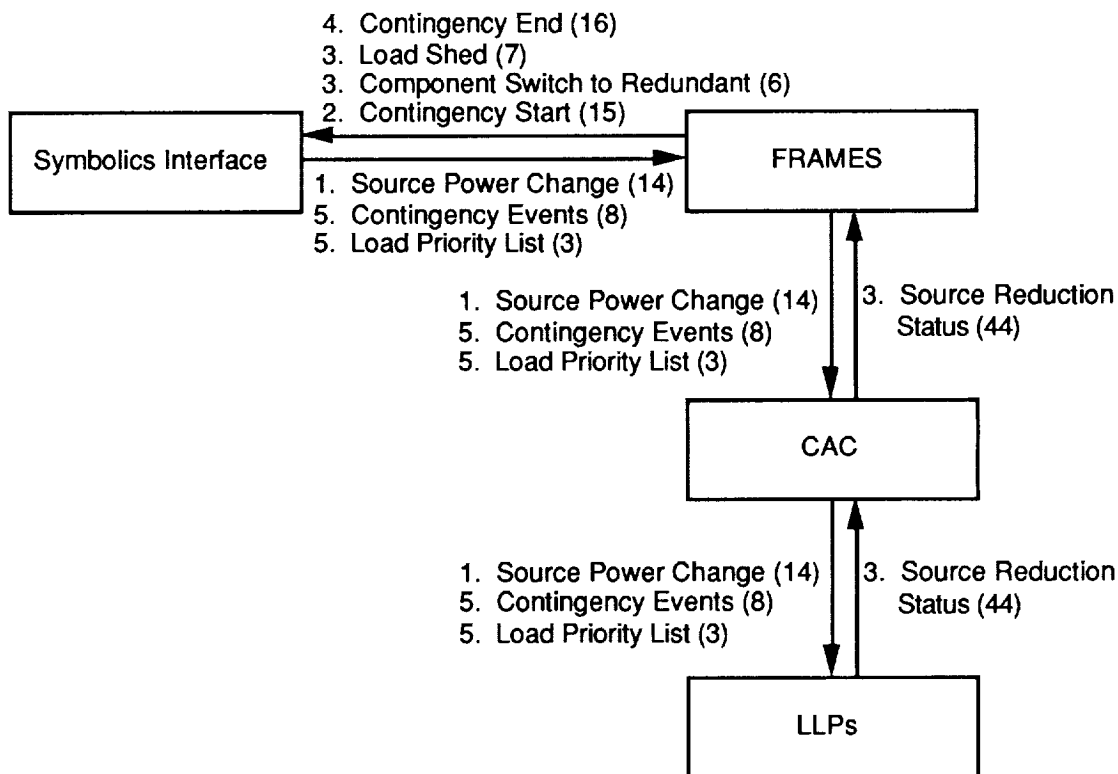 4. Contingency End (16)
3. Load Shed (7)
3. Component Switch to Redundant (6)
2. Contingency Start (15)
Symbolics Interface
FRAMES
1. Source Power Change (14)
5. Contingency Events (8)
5. Load Priority List (3)
1. Source Power Change (14)
5. Contingency Events (8)
5. Load Priority List (3)
3. Source Reduction
Status (44)
CAC
1. Source Power Change (14)
5. Contingency Events (8)
5. Load Priority List (3)
3. Source Reduction
Status (44)
LLPs